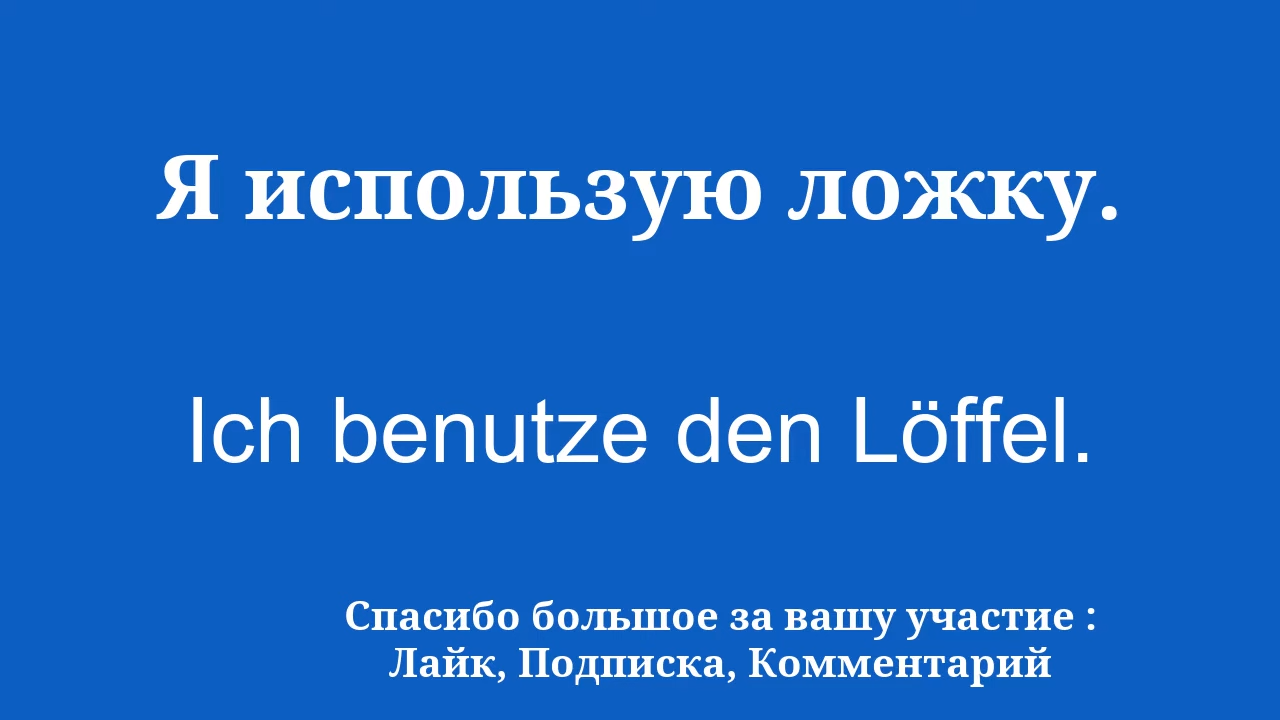 Я использую ложку.
Ich benutze den Löffel.
Спасибо большое за вашу участие :
Лайк, Подписка, Комментарий